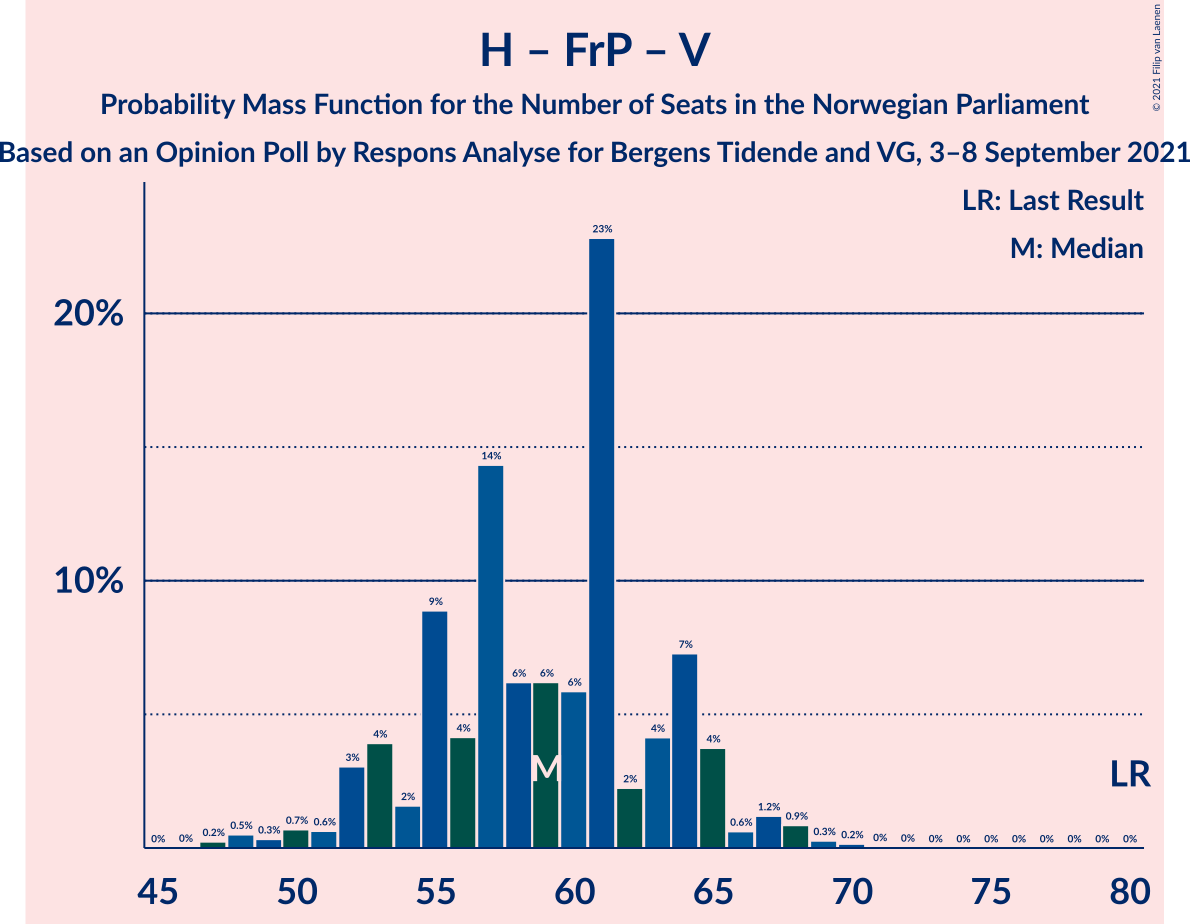 H – FrP – V
Probability Mass Function for the Number of Seats in the Norwegian Parliament
Based on an Opinion Poll by Respons Analyse for Bergens Tidende and VG, 3–8 September 2021
© 2021 Filip van Laenen
LR: Last Result
M: Median
20%
10%
0% 0% 0.2% 0.5% 0.3% 0.7% 0.6% 3% 4% 2% 9% 4% 14% 6% 6% 6% 23% 2% 4% 7% 4% 0.6% 1.2% 0.9% 0.3% 0.2% 0% 0% 0% 0% 0% 0% 0% 0% 0% 0%
M
LR
45 50 55 60 65 70 75 80